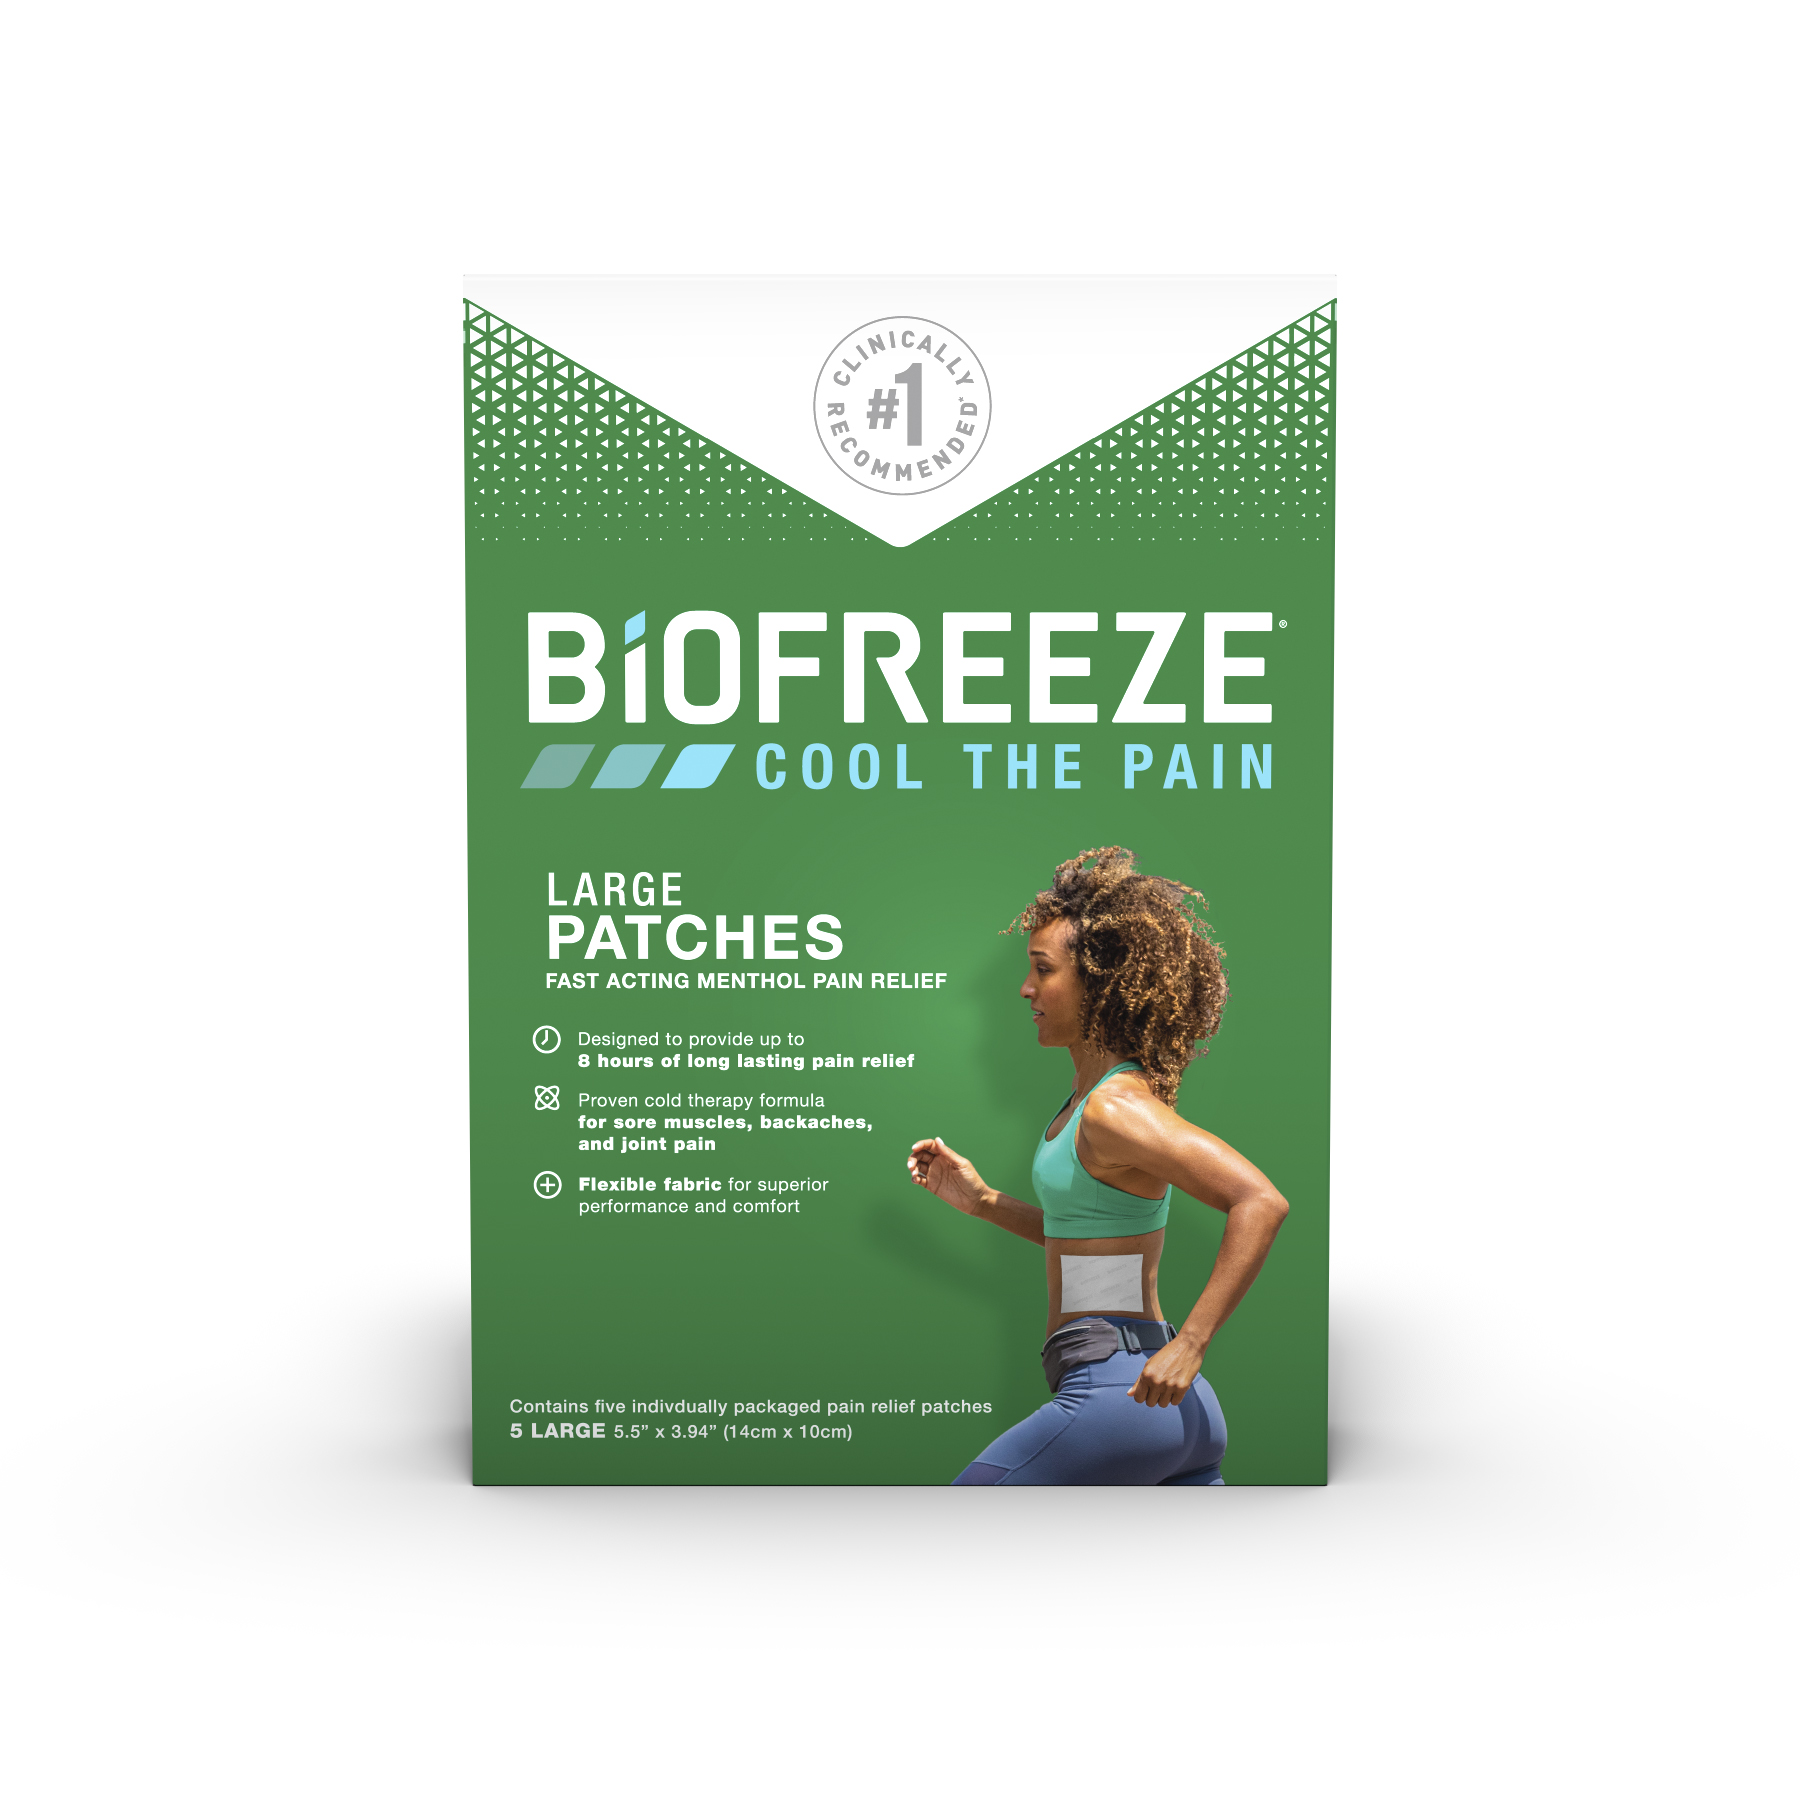 CLINICALLY
#1
RECOMMENDED*
BiOFREEZE®
COOL THE PAIN
LARGE
PATCHES
FAST ACTING MENTHOL PAIN RELIEF
Designed to provide up to
8 hours of long lasting pain relief
Proven cold therapy formula
for sore muscles, backaches,
and joint pain
Flexible fabric for superior
performance and comfort
Contains five indivdually packaged pain relief patches
5 LARGE 5.5” x 3.94” (14cm x 10cm)